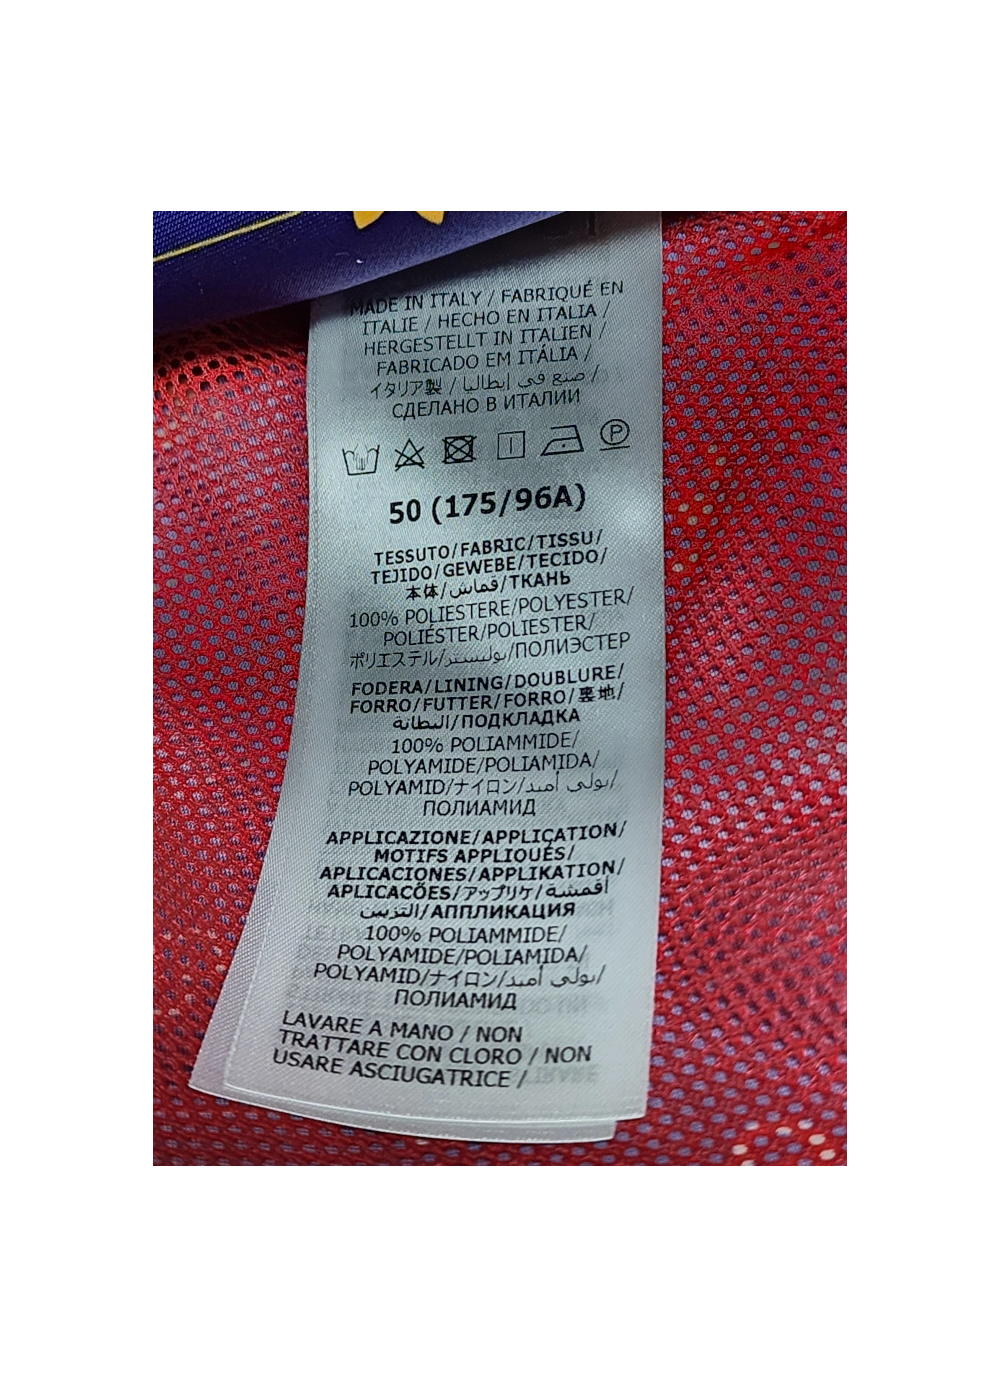 MADE IN ITALY / FABRIQUÉ EN
ITALIE / HECHO EN ITALIA /
HERGESTELLT IN ITALIEN /
FABRICADO EM ITÁLIA /
イタリア製 / صنع في ايطاليا /
СДЕЛАНО В ИТАЛИИ
P
50 (175/96A)
TESSUTO/FABRIC/TISSU/
TEJIDO/GEWEBE/TECIDO/
本体/قماش/ТКАНЬ
100% POLIESTERE/POLYESTER/
POLIÉSTER/POLIESTER/
ポリエステル/بوليستر/ПОЛИЭСТЕР
FODERA/LINING/DOUBLURE/
FORRO/FUTTER/FORRO/裏地/
البطانة/ПОДКЛАДКА
100% POLIAMMIDE/
POLYAMIDE/POLIAMIDA/
POLYAMID/ナイロン/بولي أميد/
ПОЛИАМИД
APPLICAZIONE/APPLICATION/
MOTIFS APPLIQUÉS/
APLICACIONES/APPLIKATION/
APLICACÕES/アップリケ/أقمشة
التزيين/АППЛИКАЦИЯ
100% POLIAMMIDE/
POLYAMIDE/POLIAMIDA/
POLYAMID/ナイロン/بولي أميد/
ПОЛИАМИД
LAVARE A MANO / NON
TRATTARE CON CLORO / NON
USARE ASCIUGATRICE /